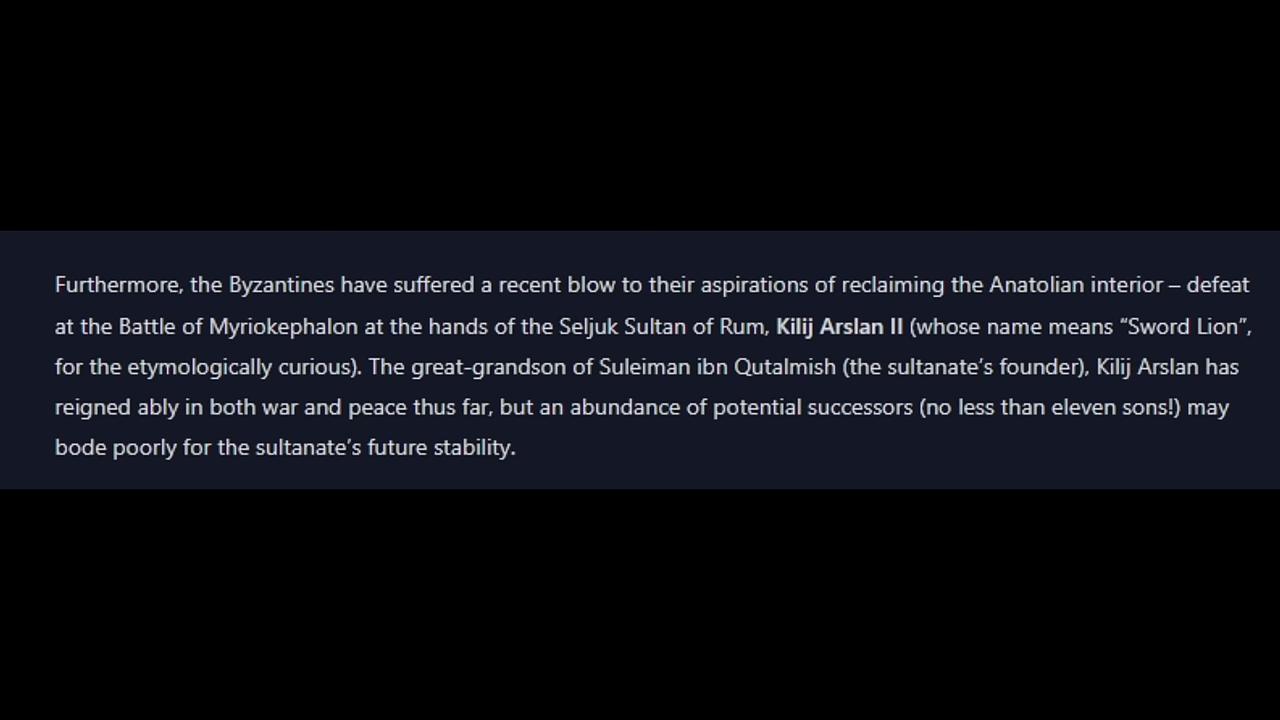 Furthermore, the Byzantines have suffered a recent blow to their aspirations of reclaiming the Anatolian interior – defeat
at the Battle of Myriokephalon at the hands of the Seljuk Sultan of Rum, Kilij Arslan II (whose name means “Sword Lion”,
for the etymologically curious). The great-grandson of Suleiman ibn Qutalmish (the sultanate’s founder), Kilij Arslan has
reigned ably in both war and peace thus far, but an abundance of potential successors (no less than eleven sons!) may
bode poorly for the sultanate’s future stability.